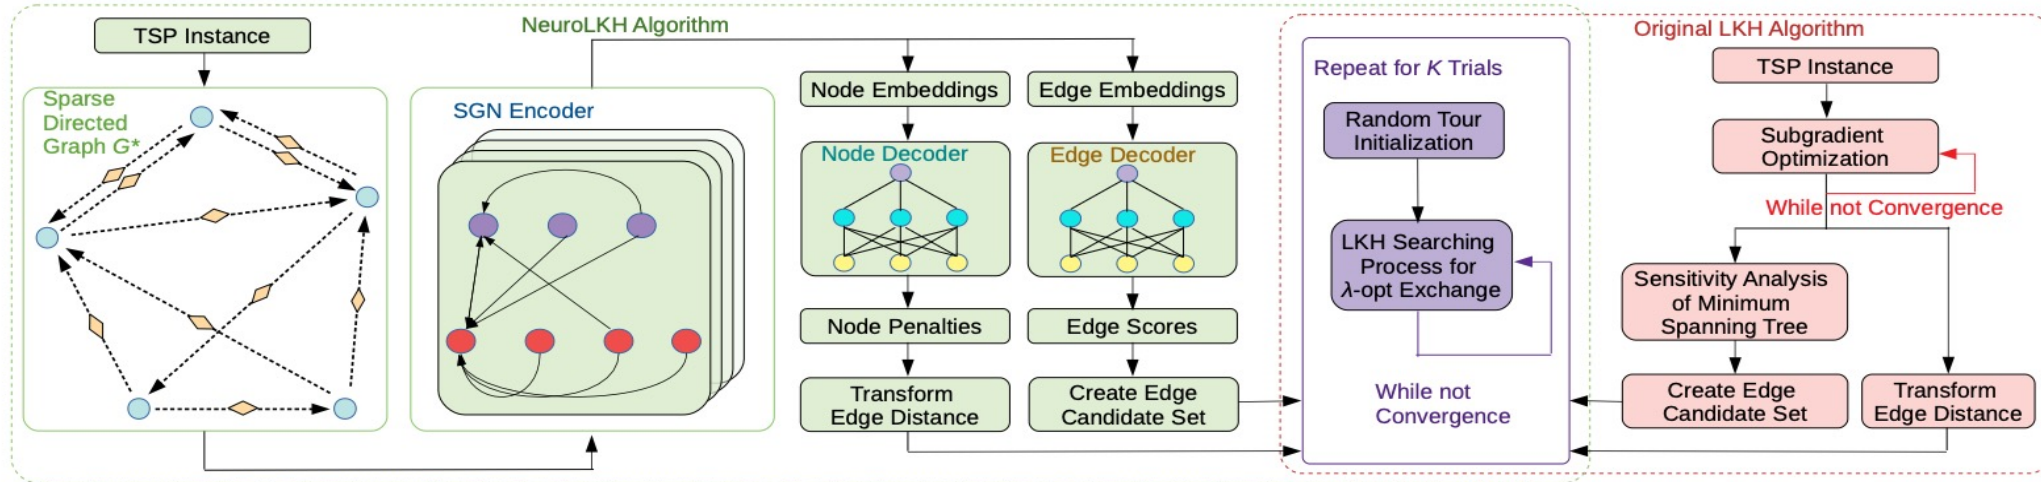 NeuroLKH Algorithm
TSP Instance
Sparse
Directed
Graph G*
SGN Encoder
Node Embeddings
Node Decoder
Node Penalties
Transform
Edge Distance
Edge Embeddings
Edge Decoder
Edge Scores
Create Edge
Candidate Set
Repeat for K Trials
Random Tour
Initialization
LKH Searching
Process for
λ-opt Exchange
While not
Convergence
Original LKH Algorithm
TSP Instance
Subgradient
Optimization
While not Convergence
Sensitivity Analysis
of Minimum
Spanning Tree
Create Edge
Candidate Set
Transform
Edge Distance